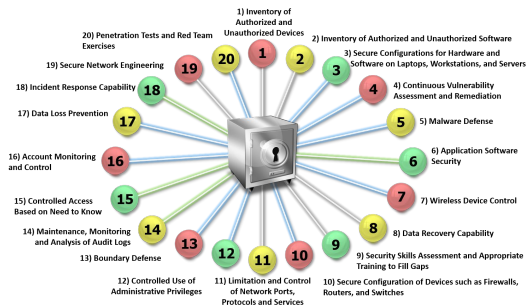 1) Inventory of
Authorized and
Unauthorized Devices
2) Inventory of Authorized and Unauthorized Software
3) Secure Configurations for Hardware and
Software on Laptops, Workstations, and Servers
4) Continuous Vulnerability
Assessment and Remediation
5) Malware Defense
6) Application Software
Security
7) Wireless Device Control
8) Data Recovery Capability
9) Security Skills Assessment and Appropriate
Training to Fill Gaps
10) Secure Configuration of Devices such as Firewalls,
Routers, and Switches
11) Limitation and Control
of Network Ports,
Protocols and Services
12) Controlled Use of
Administrative Privileges
13) Boundary Defense
14) Maintenance, Monitoring
and Analysis of Audit Logs
15) Controlled Access
Based on Need to Know
16) Account Monitoring
and Control
17) Data Loss Prevention
18) Incident Response Capability
19) Secure Network Engineering
20) Penetration Tests and Red Team
Exercises
1
2
3
4
5
6
7
8
9
10
11
12
13
14
15
16
17
18
19
20